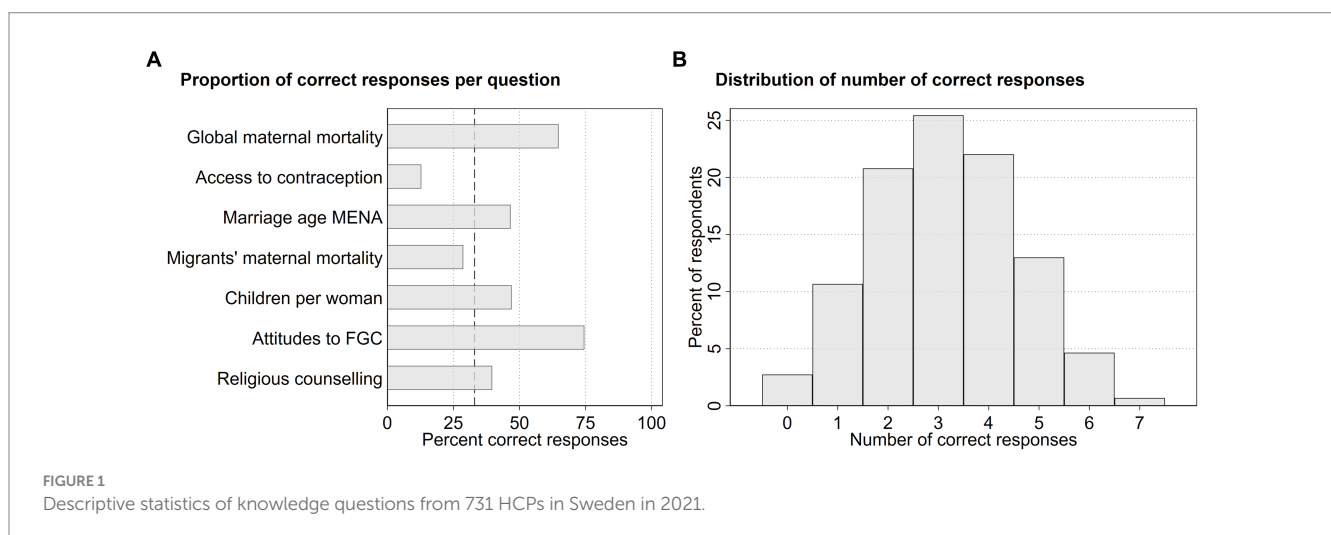 A
Proportion of correct responses per question
Global maternal mortality
Access to contraception
Marriage age MENA
Migrants' maternal mortality
Children per woman
Attitudes to FGC
Religious counselling
0 25 50 75 100
Percent correct responses
B
Distribution of number of correct responses
Percent of respondents
25
20
15
10
5
0
0 1 2 3 4 5 6 7
Number of correct responses
FIGURE 1
Descriptive statistics of knowledge questions from 731 HCPs in Sweden in 2021.